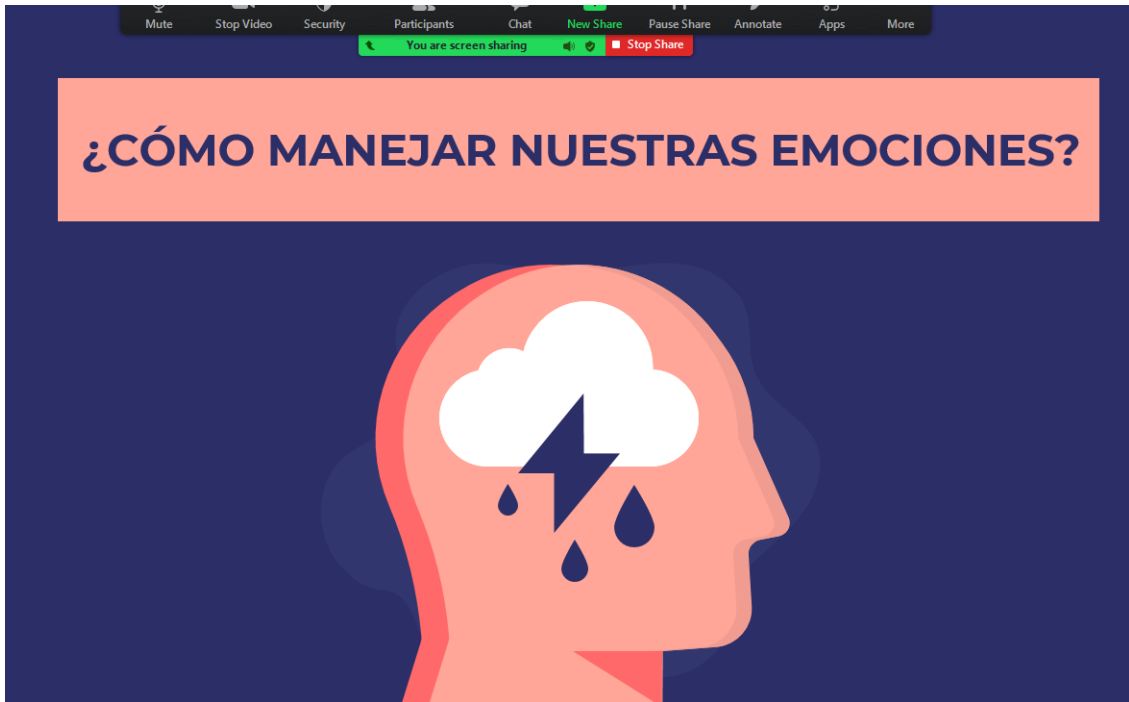 Mute Stop Video Security Participants Chat New Share Pause Share Annotate Apps More
You are screen sharing Stop Share
¿CÓMO MANEJAR NUESTRAS EMOCIONES?